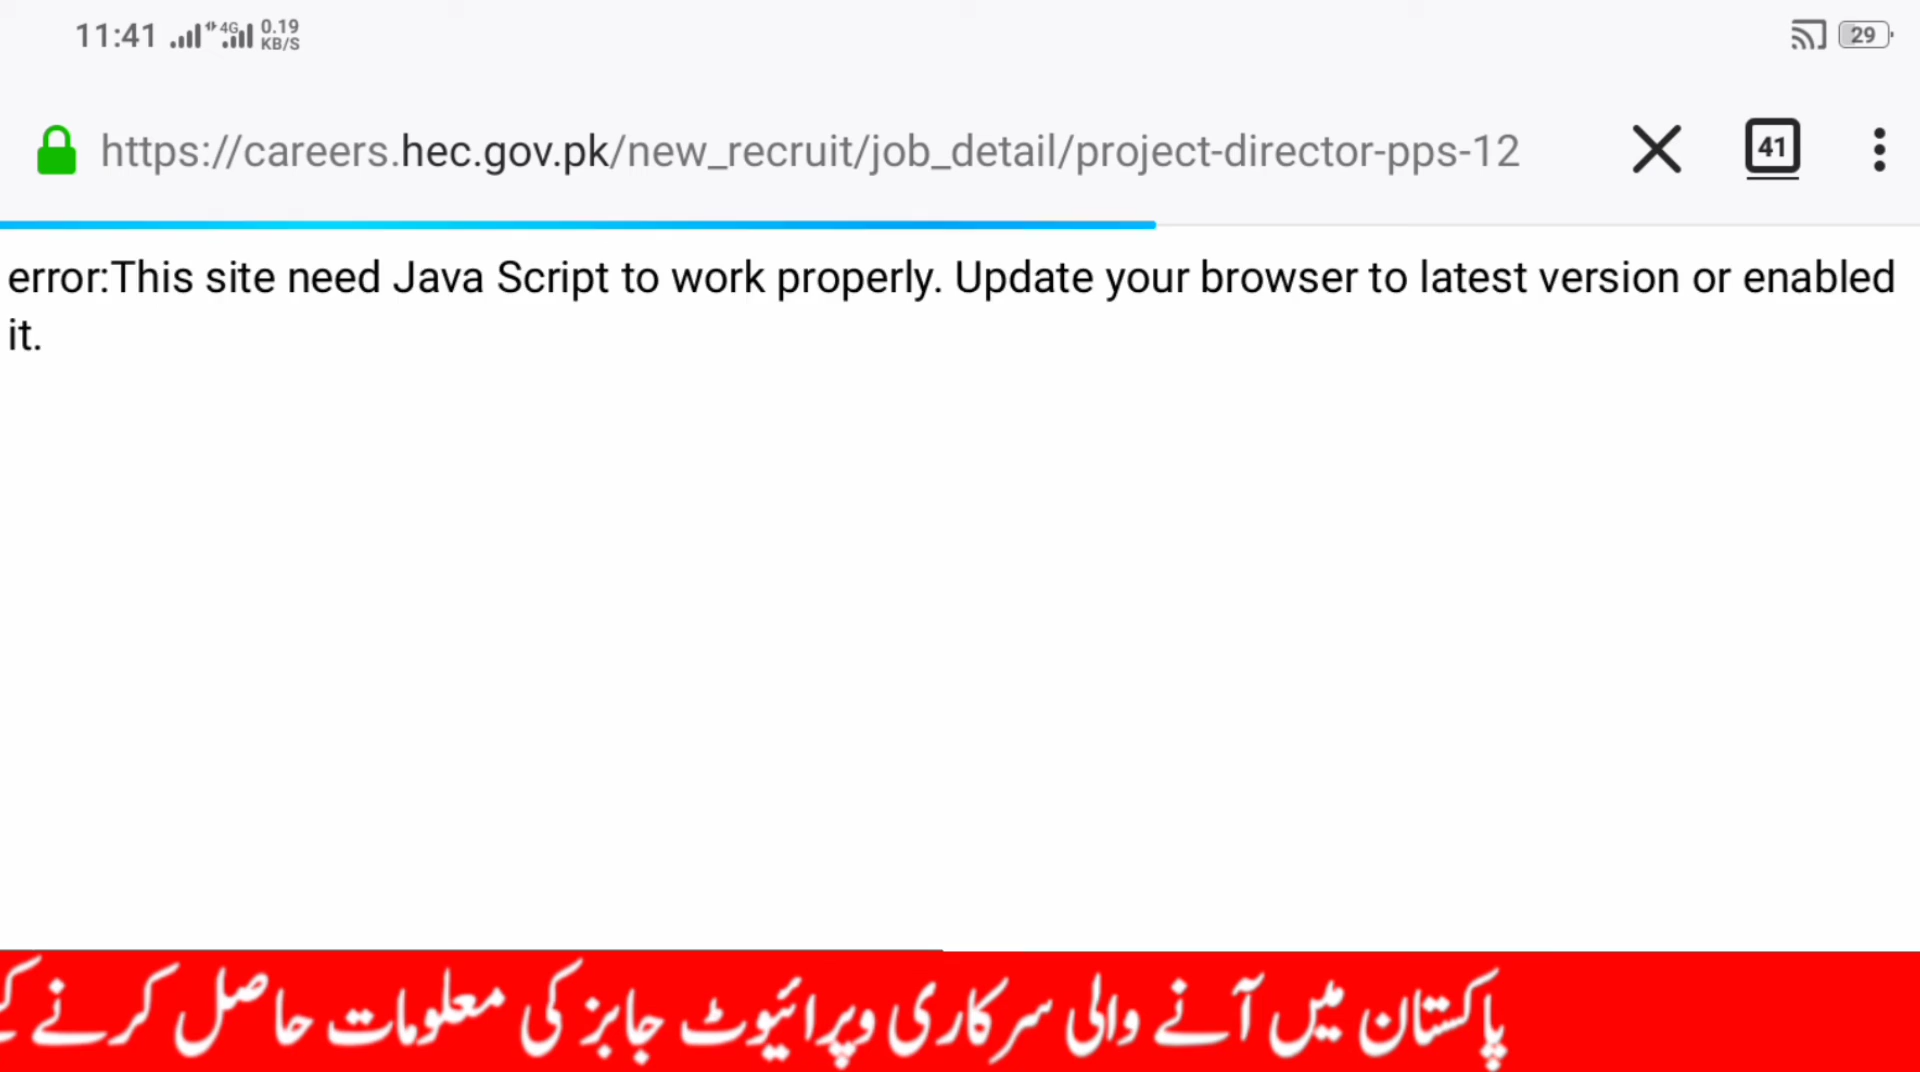 11:41 4G 0.19 KB/S 29
https://careers.hec.gov.pk/new_recruit/job_detail/project-director-pps-12 41
error:This site need Java Script to work properly. Update your browser to latest version or enabled
it.
پاکستان میں آنے والی سرکاری وپرائیوٹ جابز کی معلومات حاصل کرنے